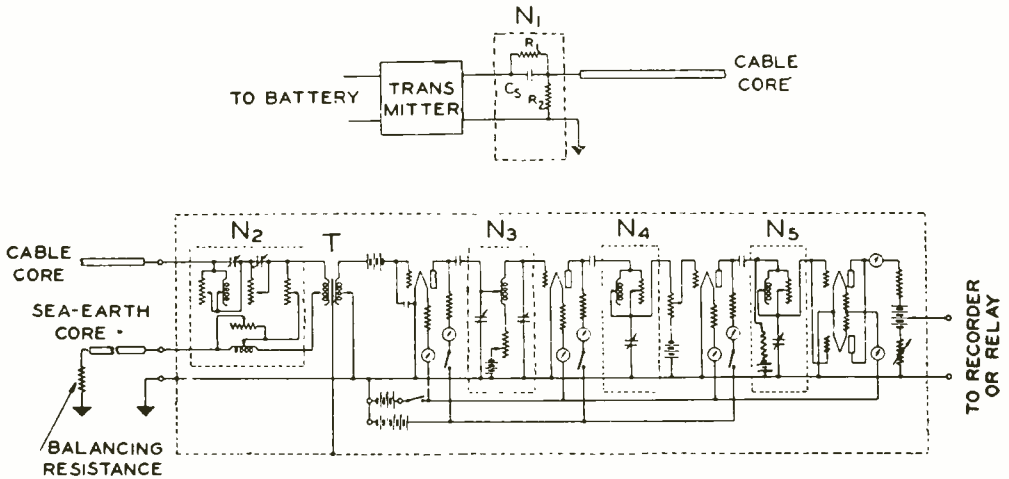 N1
R1
CS
R2
TO BATTERY
TRANS
MITTER
CABLE
CORE
N2
T
N3
N4
N5
CABLE
CORE
SEA-EARTH
CORE
BALANCING
RESISTANCE
TO RECORDER
OR RELAY